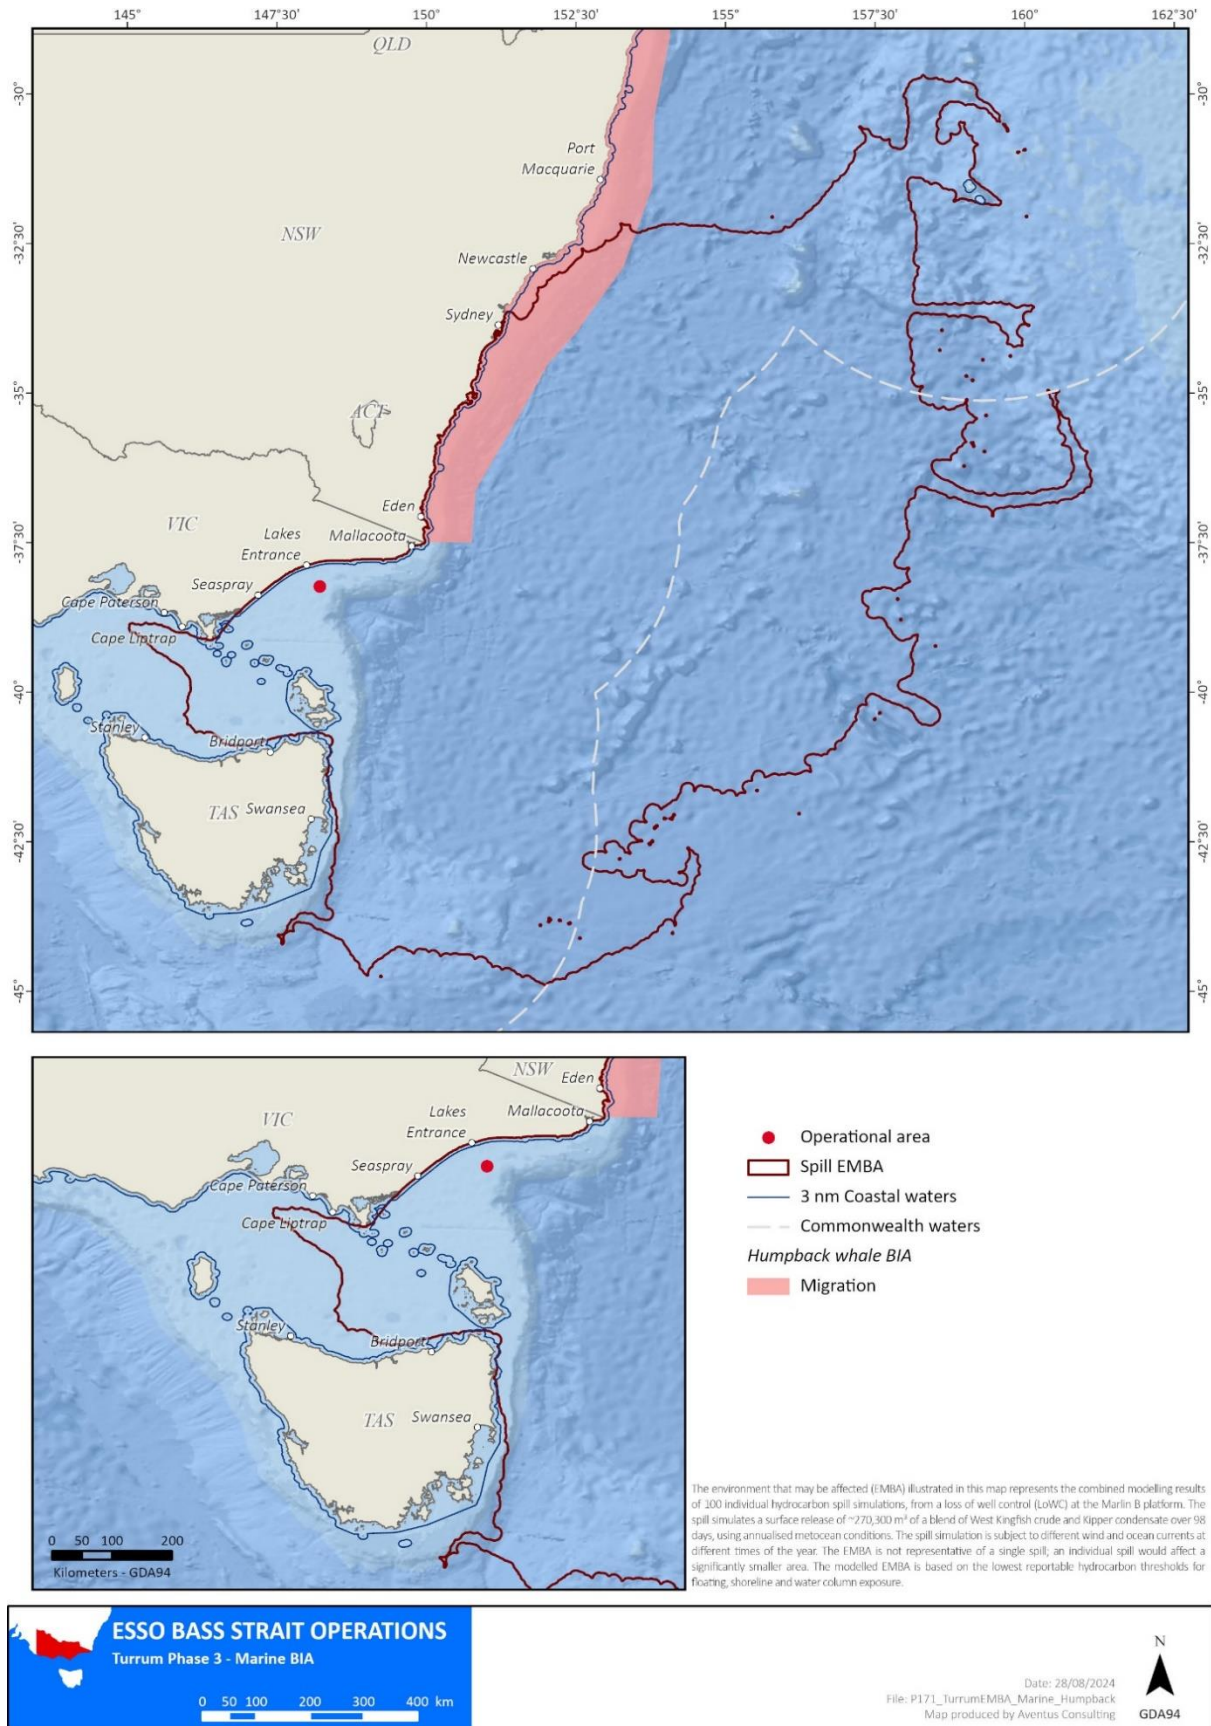 145°
147°30'
150°
152°30'
155°
157°30'
160°
162°30'
QLD
-30°
-30°
Port
Macquarie
NSW
-32°30'
-32°30'
Newcastle
Sydney
-35°
-35°
ACT
Eden
VIC
Lakes
Entrance
Mallacoota
-37°30'
-37°30'
Seaspray
Cape Paterson
Cape Liptrap
-40°
-40°
Stanley
Bridport
TAS
Swansea
-42°30'
-42°30'
-45°
-45°
NSW
Eden
Mallacoota
VIC
Lakes
Entrance
Seaspray
Cape Paterson
Cape Liptrap
Stanley
Bridport
TAS
Swansea
0 50 100 200
Kilometers - GDA94
Operational area
Spill EMBA
3 nm Coastal waters
Commonwealth waters
Humpback whale BIA
Migration
The environment that may be affected (EMBA) illustrated in this map represents the combined modelling results
of 100 individual hydrocarbon spill simulations, from a loss of well control (LoWC) at the Marlin B platform. The
spill simulates a surface release of ~270,300 m³ of a blend of West Kingfish crude and Kipper condensate over 98
days, using annualised metocean conditions. The spill simulation is subject to different wind and ocean currents at
different times of the year. The EMBA is not representative of a single spill; an individual spill would affect a
significantly smaller area. The modelled EMBA is based on the lowest reportable hydrocarbon thresholds for
floating, shoreline and water column exposure.
ESSO BASS STRAIT OPERATIONS
Turrum Phase 3 - Marine BIA
0 50 100 200 300 400 km
Date: 28/08/2024
File: P171_TurrumEMBA_Marine_Humpback
Map produced by Aventus Consulting
N
GDA94